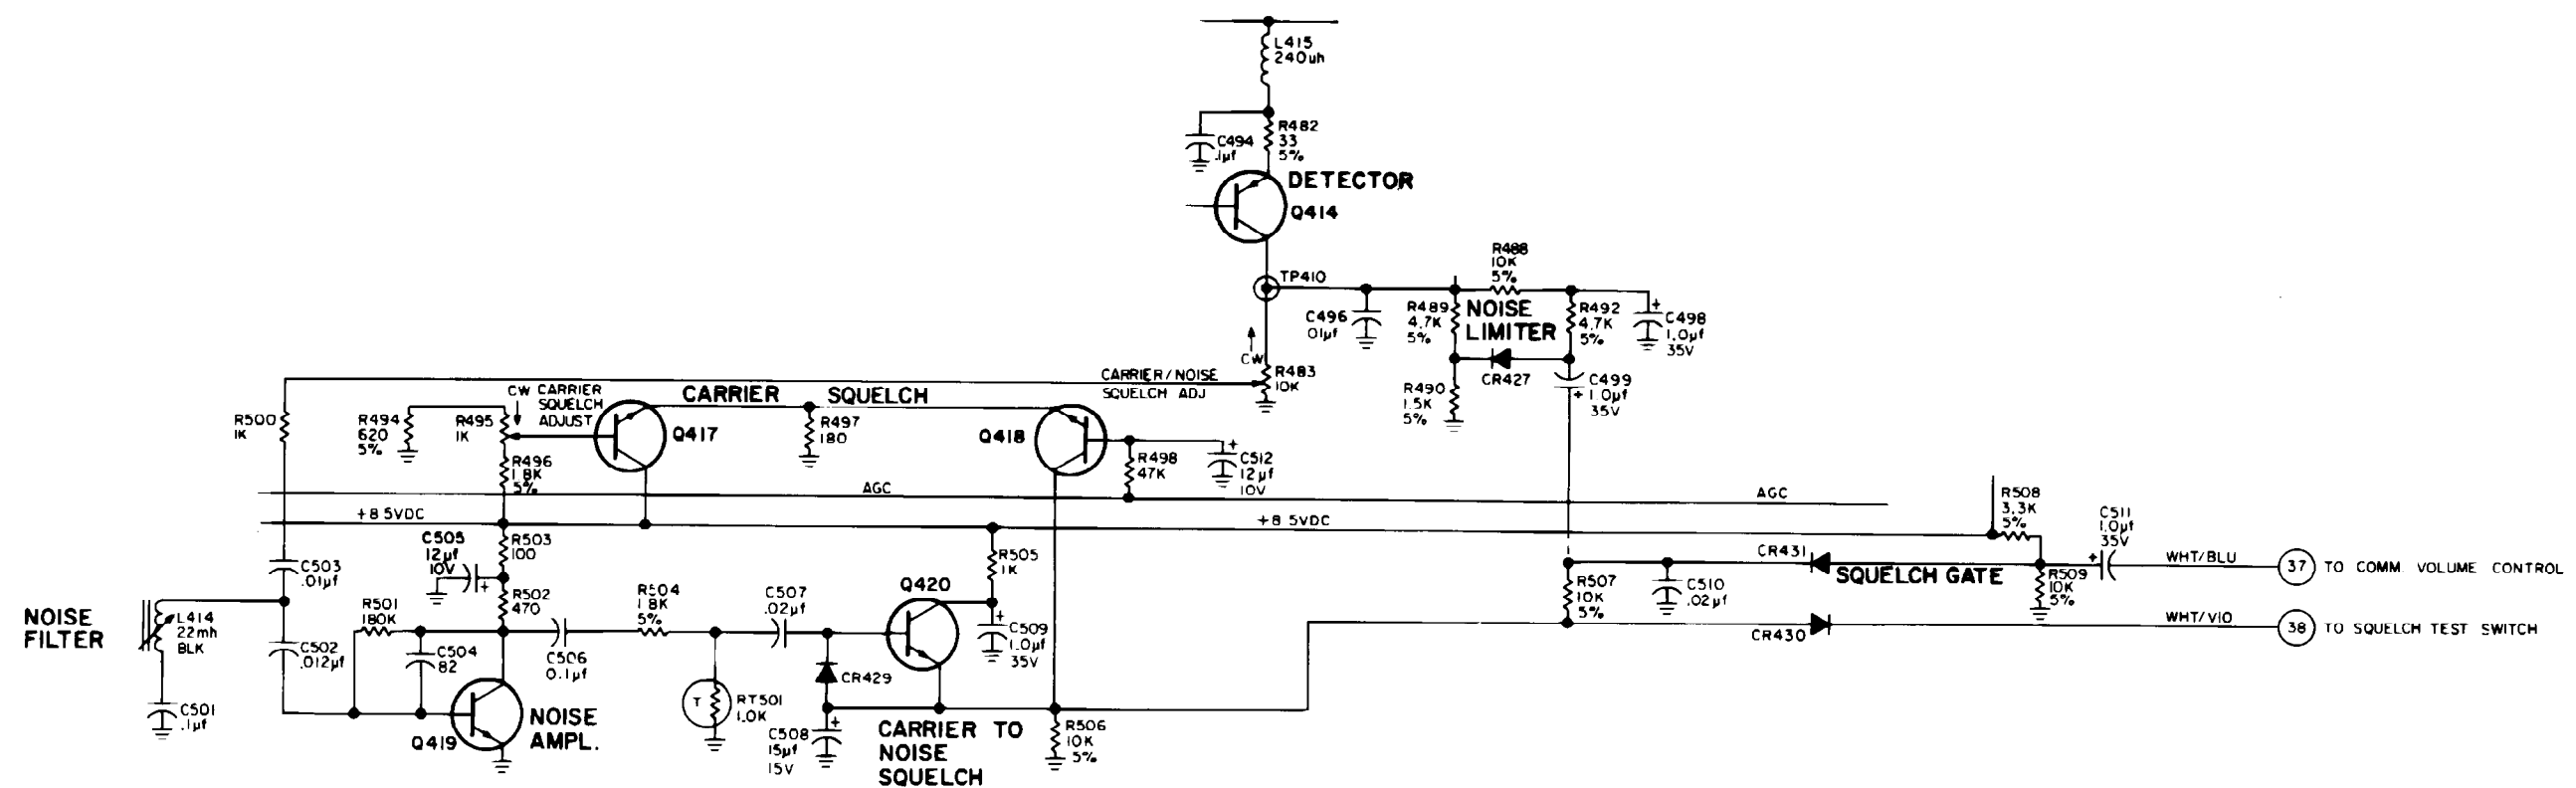 L415
240uh
C494
.1µf
R482
33
5%
DETECTOR
Q414
TP410
R488
10K
5%
C496
01µf
R489
4.7K
5%
NOISE
LIMITER
R492
4.7K
5%
+
C498
1.0µf
35V
CW
R483
10K
CARRIER/NOISE
SQUELCH ADJ
R490
1.5K
5%
CR427
C499
+ 1.0µf
35V
R500
1K
R494
620
5%
R495
1K
CW CARRIER
SQUELCH
ADJUST
CARRIER SQUELCH
Q417
R497
180
Q418
R498
47K
+
C512
12µf
10V
R496
1.8K
5%
AGC
AGC
+8 5VDC
+8 5VDC
R508
3.3K
5%
C511
1.0µf
35V
+
C505
12µf
10V
+
R503
100
R505
1K
C503
.01µf
CR431
SQUELCH GATE
WHT/BLU
37 TO COMM. VOLUME CONTROL
NOISE
FILTER
L414
22mh
BLK
R501
180K
R502
470
R504
1 8K
5%
C507
.02µf
Q420
+
C509
1.0µf
35V
R507
10K
5%
C510
.02µf
R509
10K
5%
CR430
WHT/VIO
38 TO SQUELCH TEST SWITCH
C502
.012µf
C504
82
C506
0.1µf
CR429
C501
.1µf
Q419
NOISE
AMPL.
T
RT501
1.0K
C508
15µf
15V
+
CARRIER TO
NOISE
SQUELCH
R506
10K
5%